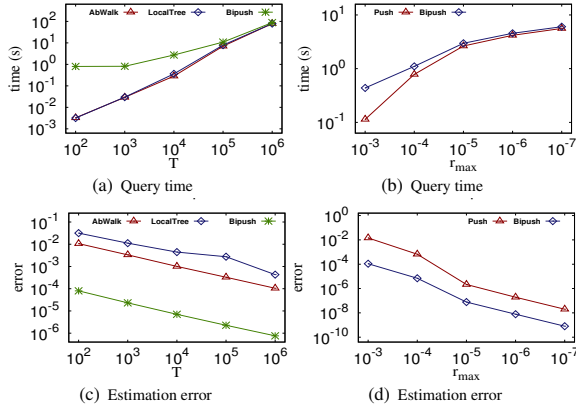 AbWalk LocalTree Bipush
time (s)
10^2
10^1
10^0
10^-1
10^-2
10^-3
10^2 10^3 10^4 10^5 10^6
T
(a) Query time
Push Bipush
time (s)
10^1
10^0
10^-1
10^-3 10^-4 10^-5 10^-6 10^-7
r_max
(b) Query time
AbWalk LocalTree Bipush
error
10^-1
10^-2
10^-3
10^-4
10^-5
10^-6
10^2 10^3 10^4 10^5 10^6
T
(c) Estimation error
Push Bipush
error
10^0
10^-2
10^-4
10^-6
10^-8
10^-10
10^-3 10^-4 10^-5 10^-6 10^-7
r_max
(d) Estimation error